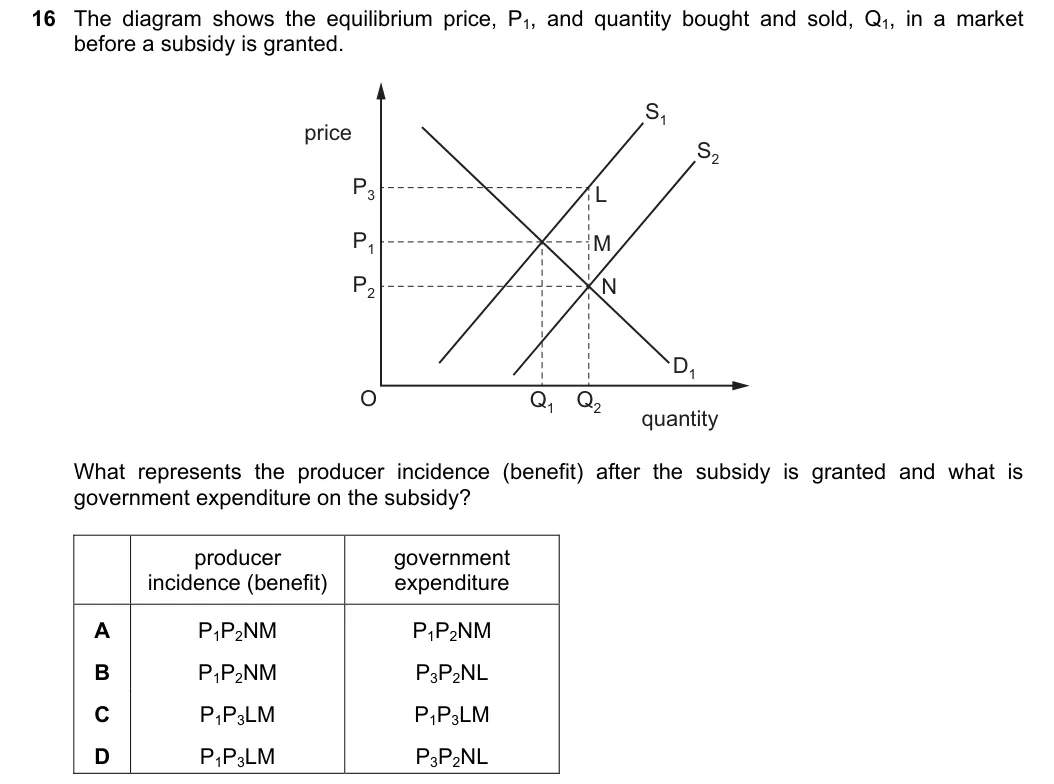 16 The diagram shows the equilibrium price, P₁, and quantity bought and sold, Q₁, in a market
before a subsidy is granted.
price
S₁
S₂
P₃
L
P₁
M
P₂
N
D₁
O
Q₁ Q₂
quantity
What represents the producer incidence (benefit) after the subsidy is granted and what is
government expenditure on the subsidy?
producer
incidence (benefit)
government
expenditure
A P₁P₂NM P₁P₂NM
B P₁P₂NM P₃P₂NL
C P₁P₃LM P₁P₃LM
D P₁P₃LM P₃P₂NL